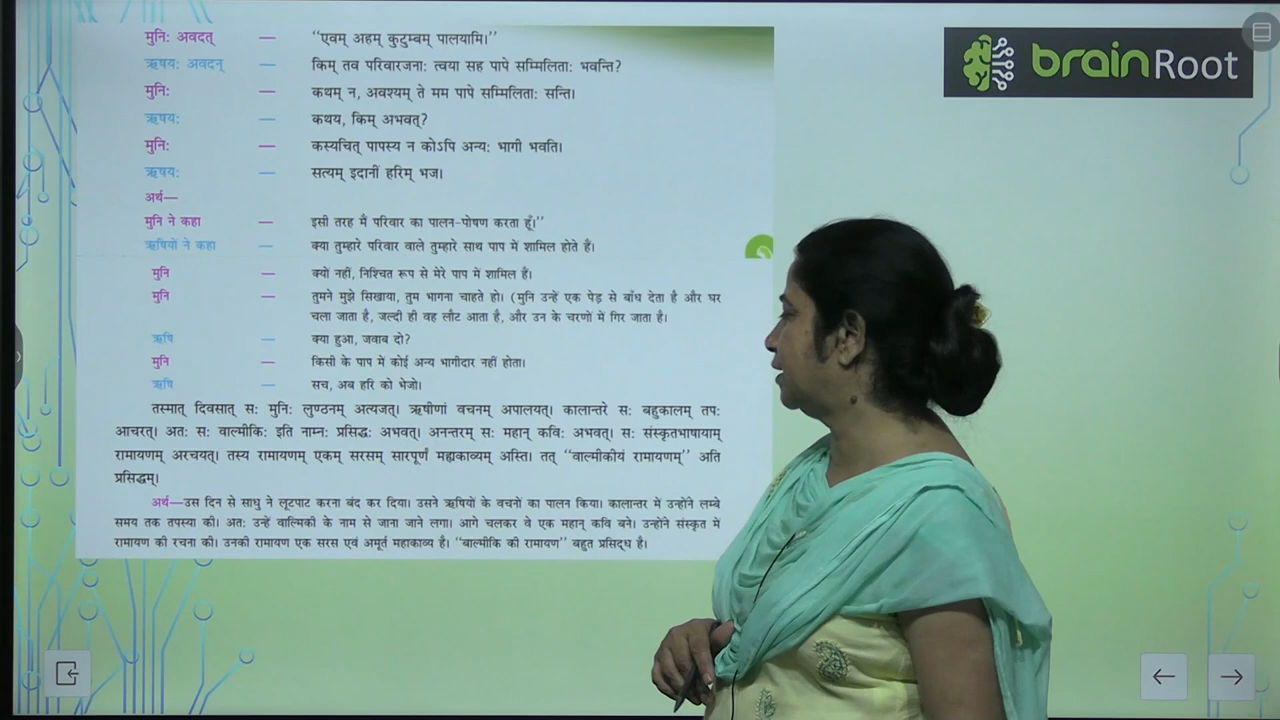 brainRoot
मुनि: अवदत् — “एवम् अहम् कुटुम्बम् पालयामि।”
ऋषय: अवदन् — किम् तव परिवारजना: त्वया सह पापे सम्मिलिता: भवन्ति?
मुनि: — कथम् न, अवश्यम् ते मम पापे सम्मिलिता: सन्ति।
ऋषय: — कथय, किम् अभवत्?
मुनि: — कस्यचित् पापस्य न कोऽपि अन्य: भागी भवति।
ऋषय: — सत्यम् इदानीं हरिम् भज।
अर्थ—
मुनि ने कहा — इसी तरह मैं परिवार का पालन-पोषण करता हूँ।”
ऋषियों ने कहा — क्या तुम्हारे परिवार वाले तुम्हारे साथ पाप में शामिल होते हैं।
मुनि — क्यों नहीं, निश्चित रूप से मेरे पाप में शामिल हैं।
मुनि — तुमने मुझे सिखाया, तुम भागना चाहते हो। (मुनि उन्हें एक पेड़ से बाँध देता है और घर
चला जाता है, जल्दी ही वह लौट आता है, और उन के चरणों में गिर जाता है।
ऋषि — क्या हुआ, जवाब दो?
मुनि — किसी के पाप में कोई अन्य भागीदार नहीं होता।
ऋषि — सच, अब हरि को भेजो।
तस्मात् दिवसात् स: मुनि: लुण्ठनम् अत्यजत्। ऋषीणां वचनम् अपालयत्। कालान्तरे स: बहुकालम् तप:
आचरत्। अत: स: वाल्मीकि: इति नाम्न: प्रसिद्ध: अभवत्। अनन्तरम् स: महान् कवि: अभवत्। स: संस्कृतभाषायाम्
रामायणम् अरचयत्। तस्य रामायणम् एकम् सरसम् सारपूर्णं महाकाव्यम् अस्ति। तत् “वाल्मीकीयं रामायणम्” अति
प्रसिद्धम्।
अर्थ—उस दिन से साधु ने लूटपाट करना बंद कर दिया। उसने ऋषियों के वचनों का पालन किया। कालान्तर में उन्होंने लम्बे
समय तक तपस्या की। अत: उन्हें वाल्मिकी के नाम से जाना जाने लगा। आगे चलकर वे एक महान् कवि बने। उन्होंने संस्कृत में
रामायण की रचना की। उनकी रामायण एक सरस एवं अमूर्त महाकाव्य है। “बाल्मीकि की रामायण” बहुत प्रसिद्ध है।